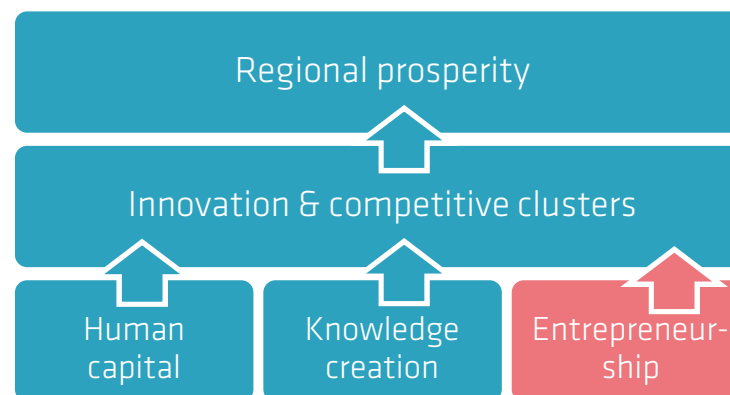 Regional prosperity
Innovation & competitive clusters
Human
capital
Knowledge
creation
Entrepreneur-
ship